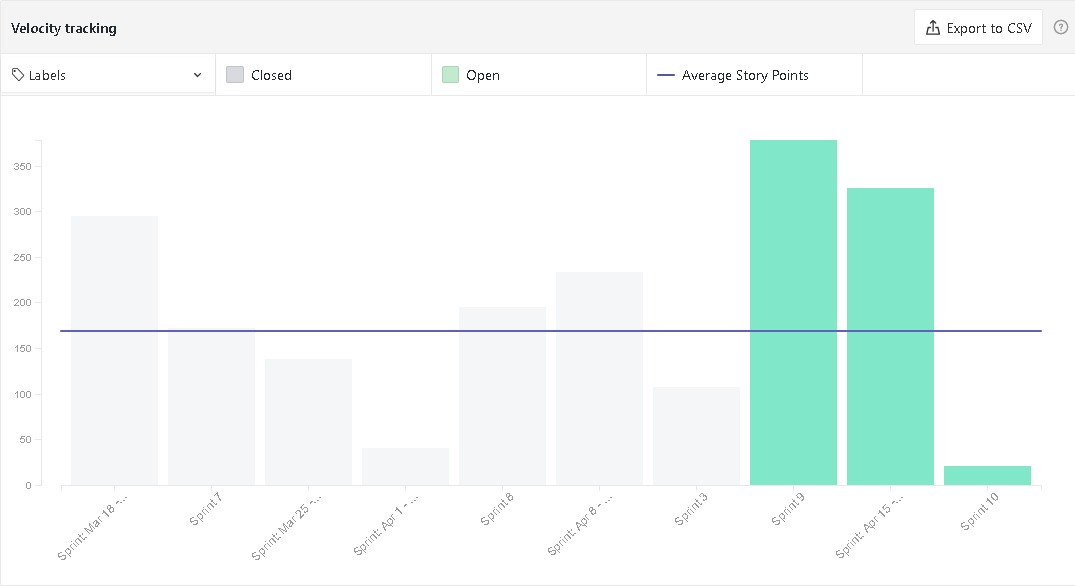 Velocity tracking
Export to CSV
?
Labels
Closed
Open
Average Story Points
350
300
250
200
150
100
50
0
Sprint: Mar 18 -...
Sprint 7
Sprint: Mar 25 -...
Sprint: Apr 1 - ...
Sprint 8
Sprint: Apr 8 - ...
Sprint 3
Sprint 9
Sprint: Apr 15 -...
Sprint 10